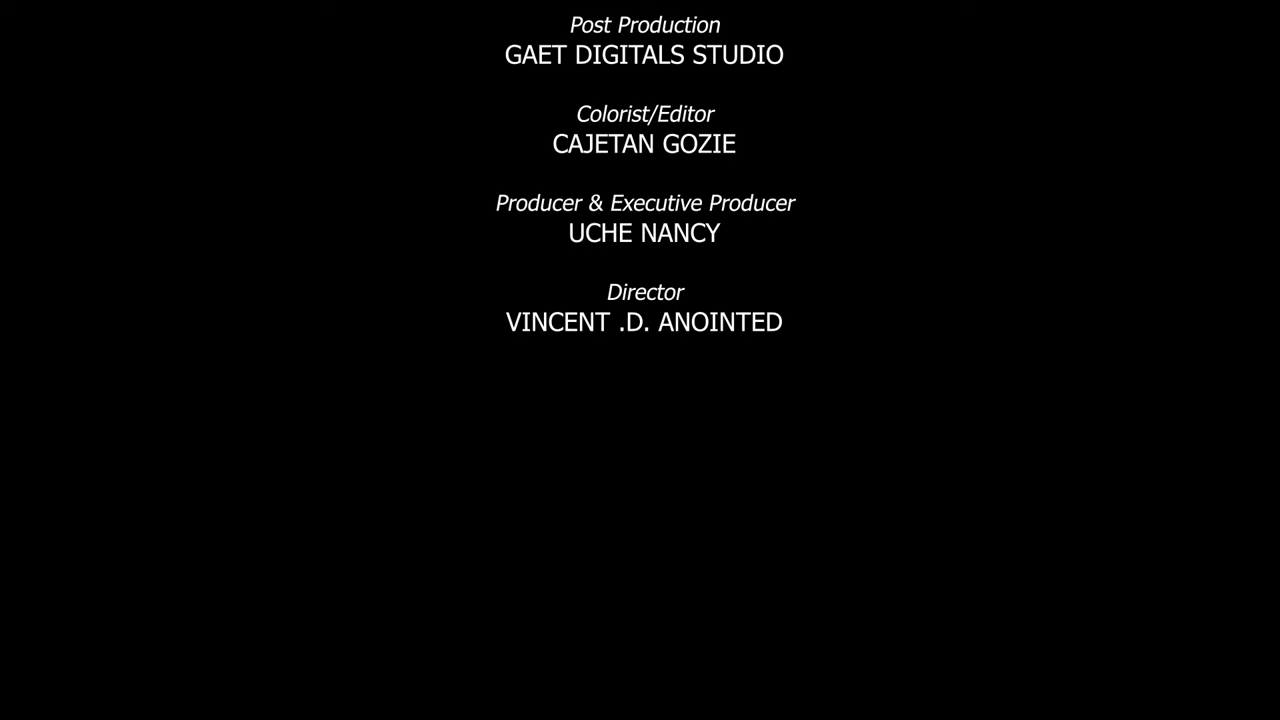 Post Production
GAET DIGITALS STUDIO
Colorist/Editor
CAJETAN GOZIE
Producer & Executive Producer
UCHE NANCY
Director
VINCENT .D. ANOINTED